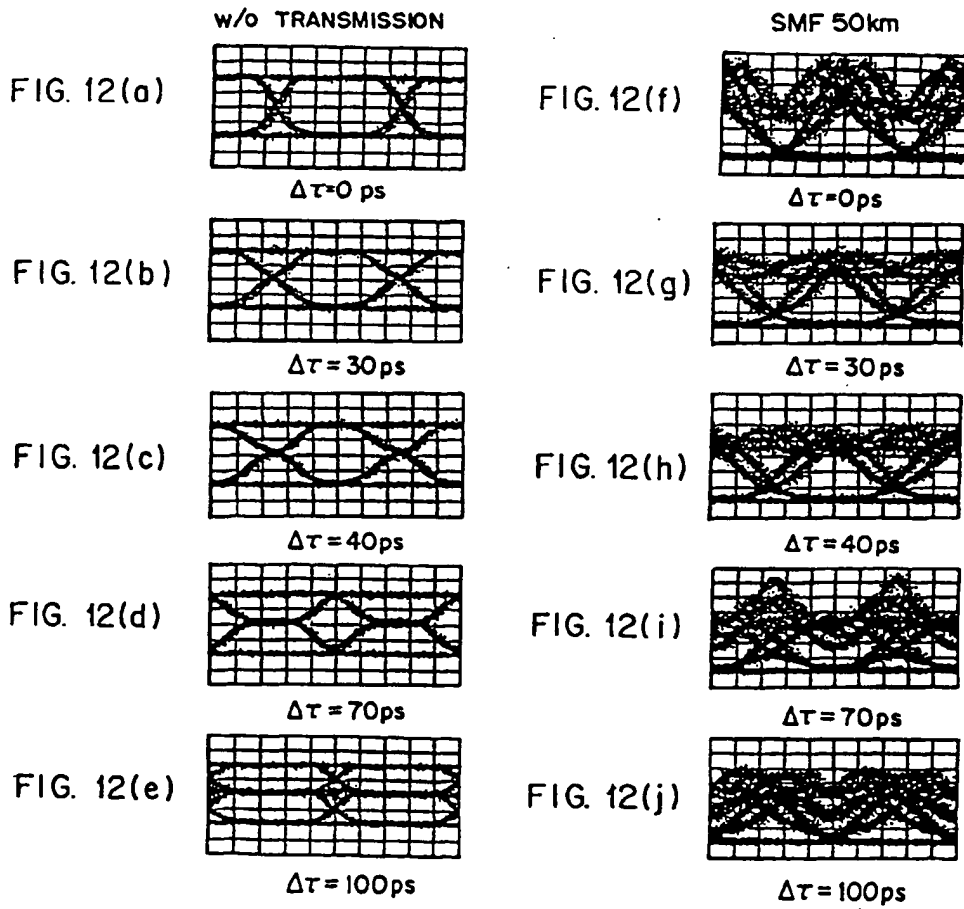 w/o TRANSMISSION
FIG. 12(a)
Δτ=0 ps
FIG. 12(b)
Δτ=30ps
FIG. 12(c)
Δτ=40ps
FIG. 12(d)
Δτ=70ps
FIG. 12(e)
Δτ=100ps
SMF 50km
FIG. 12(f)
Δτ=0ps
FIG. 12(g)
Δτ=30ps
FIG. 12(h)
Δτ=40ps
FIG. 12(i)
Δτ=70ps
FIG. 12(j)
Δτ=100ps